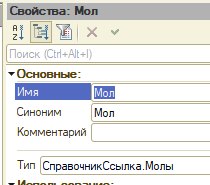 Свойства: Мол
Поиск (Ctrl+Alt+I)
Основные:
Имя Мол
Синоним Мол
Комментарий
Тип СправочникСсылка.Молы
Использование: